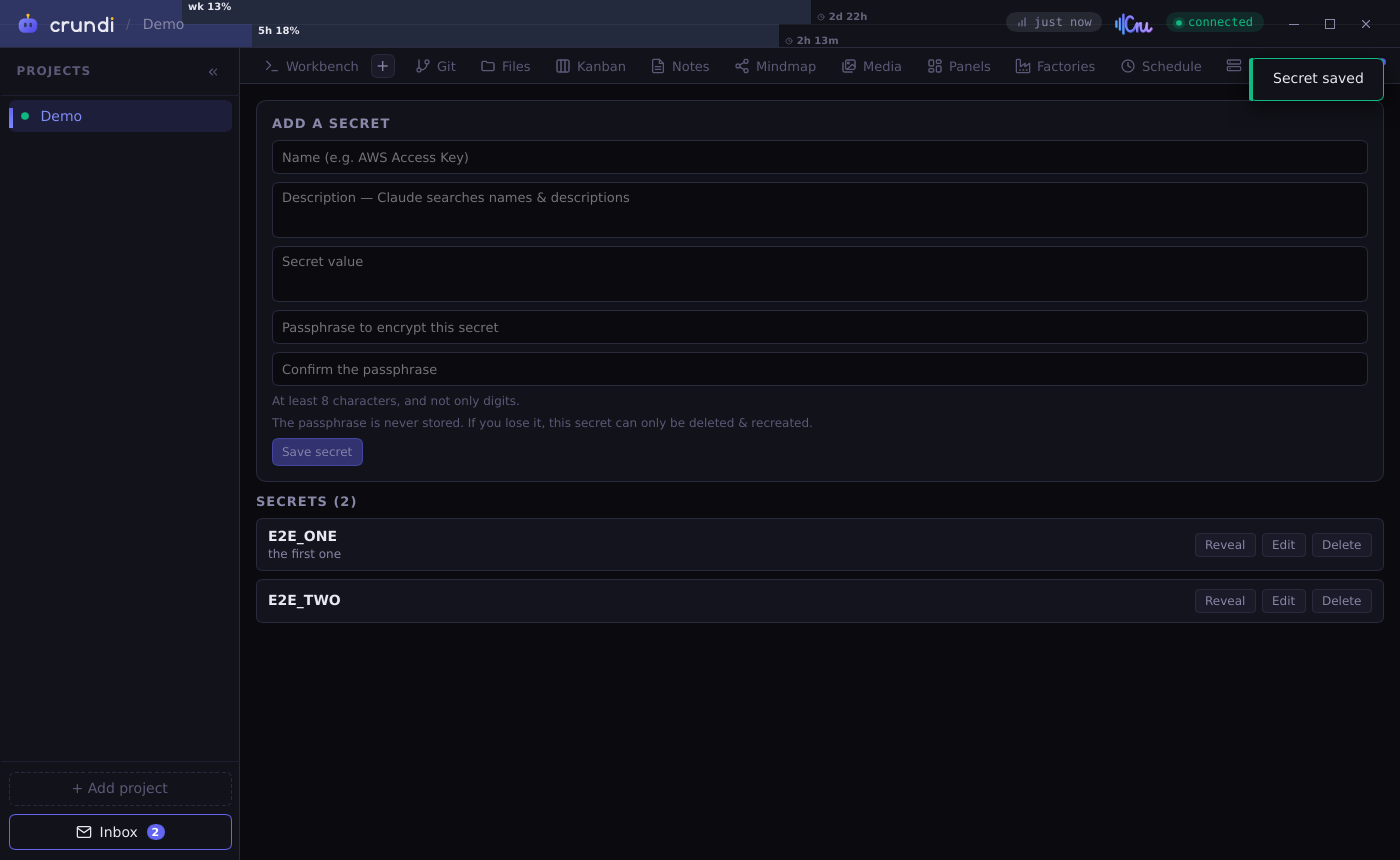 wk 13%
2d 22h
crundi / Demo
5h 18%
2h 13m
just now
Cru
connected
PROJECTS
«
Demo
Workbench
+
Git
Files
Kanban
Notes
Mindmap
Media
Panels
Factories
Schedule
Secret saved
ADD A SECRET
Name (e.g. AWS Access Key)
Description — Claude searches names & descriptions
Secret value
Passphrase to encrypt this secret
Confirm the passphrase
At least 8 characters, and not only digits.
The passphrase is never stored. If you lose it, this secret can only be deleted & recreated.
Save secret
SECRETS (2)
E2E_ONE
the first one
Reveal Edit Delete
E2E_TWO
Reveal Edit Delete
+ Add project
Inbox 2